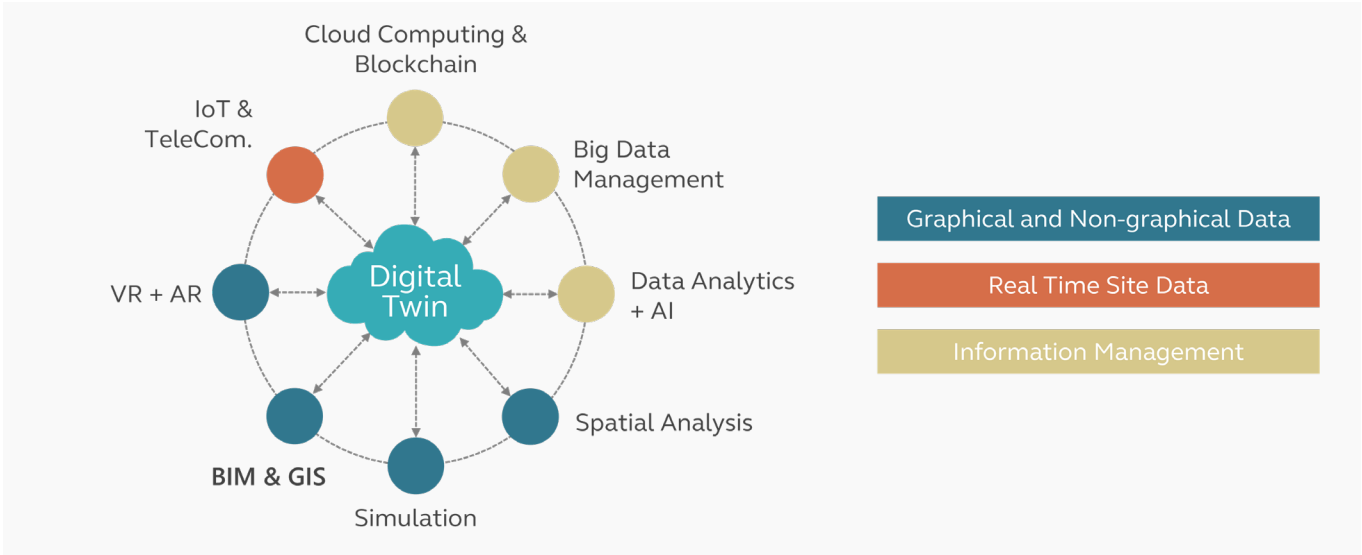 Cloud Computing &
Blockchain
IoT &
TeleCom.
Big Data
Management
VR + AR
Digital
Twin
Data Analytics
+ AI
BIM & GIS
Simulation
Spatial Analysis
Graphical and Non-graphical Data
Real Time Site Data
Information Management